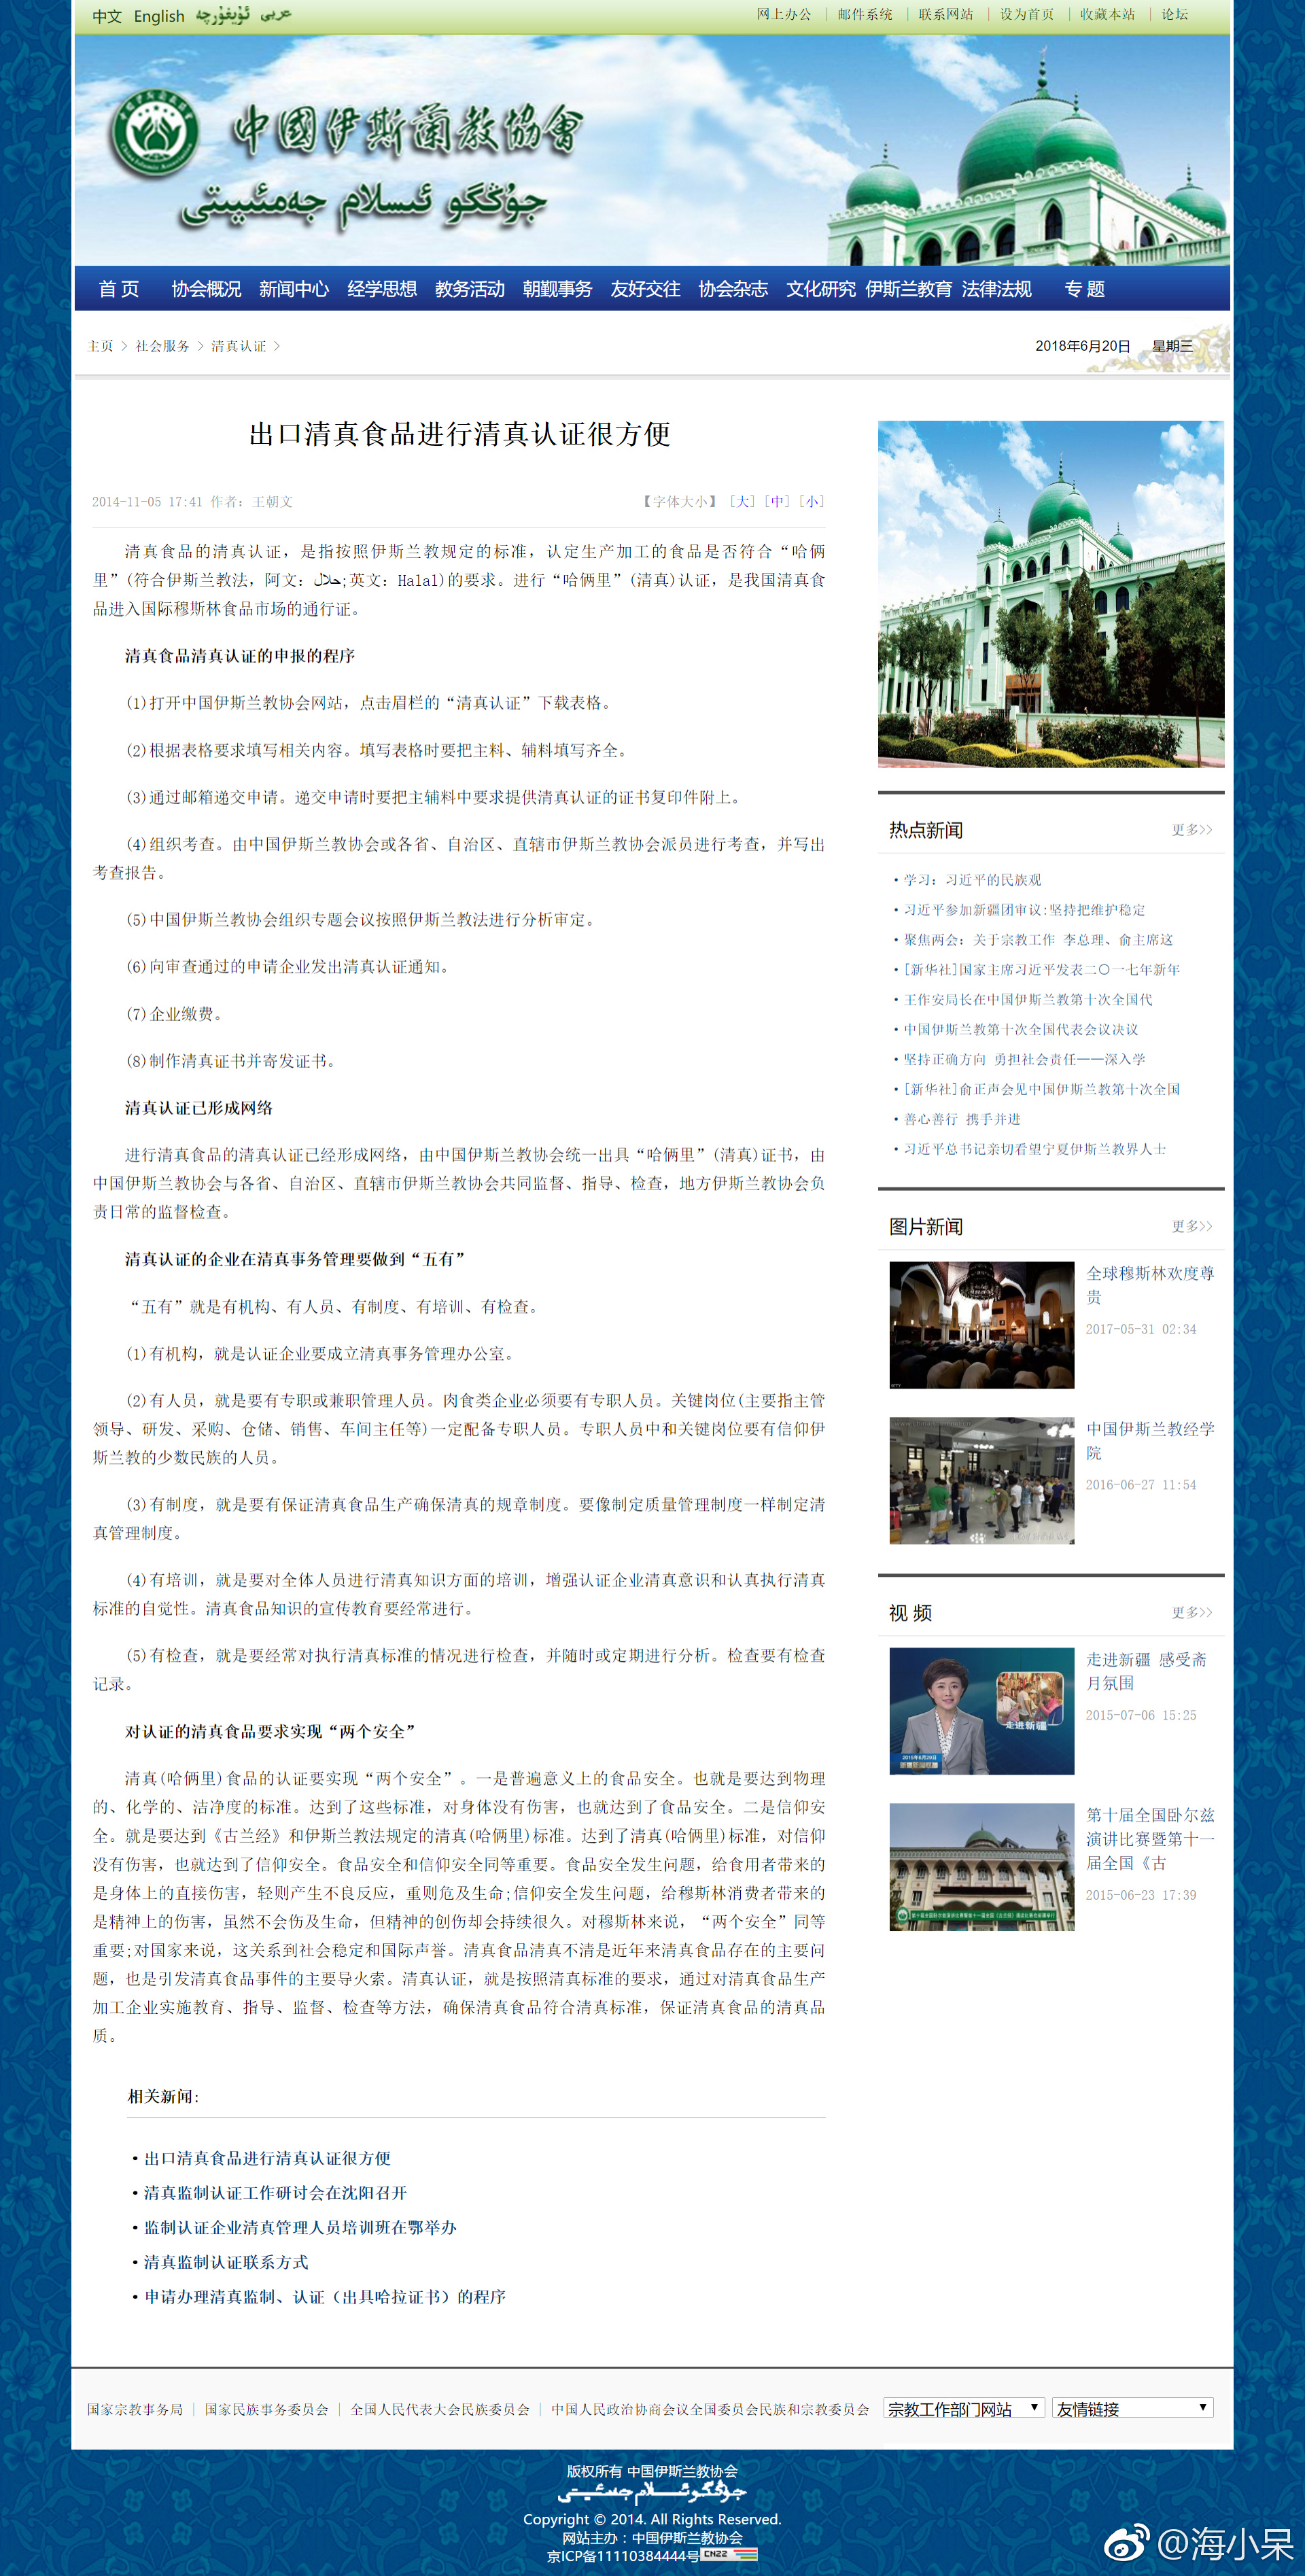 中文 English ئۇيغۇرچە عربي
网上办公 | 邮件系统 | 联系网站 | 设为首页 | 收藏本站 | 论坛
中國伊斯蘭教協會
جۇڭگو ئىسلام جەمئىيىتى
首 页 协会概况 新闻中心 经学思想 教务活动 朝觐事务 友好交往 协会杂志 文化研究 伊斯兰教育 法律法规 专 题
主页 > 社会服务 > 清真认证 >
2018年6月20日 星期三
出口清真食品进行清真认证很方便
2014-11-05 17:41 作者：王朝文
【字体大小】 [大] [中] [小]
清真食品的清真认证，是指按照伊斯兰教规定的标准，认定生产加工的食品是否符合“哈俩
里”(符合伊斯兰教法，阿文：حلال;英文：Halal)的要求。进行“哈俩里”(清真)认证，是我国清真食
品进入国际穆斯林食品市场的通行证。
清真食品清真认证的申报的程序
(1)打开中国伊斯兰教协会网站，点击眉栏的“清真认证”下载表格。
(2)根据表格要求填写相关内容。填写表格时要把主料、辅料填写齐全。
(3)通过邮箱递交申请。递交申请时要把主辅料中要求提供清真认证的证书复印件附上。
(4)组织考查。由中国伊斯兰教协会或各省、自治区、直辖市伊斯兰教协会派员进行考查，并写出
考查报告。
(5)中国伊斯兰教协会组织专题会议按照伊斯兰教法进行分析审定。
(6)向审查通过的申请企业发出清真认证通知。
(7)企业缴费。
(8)制作清真证书并寄发证书。
清真认证已形成网络
进行清真食品的清真认证已经形成网络，由中国伊斯兰教协会统一出具“哈俩里”(清真)证书，由
中国伊斯兰教协会与各省、自治区、直辖市伊斯兰教协会共同监督、指导、检查，地方伊斯兰教协会负
责日常的监督检查。
清真认证的企业在清真事务管理要做到“五有”
“五有”就是有机构、有人员、有制度、有培训、有检查。
(1)有机构，就是认证企业要成立清真事务管理办公室。
(2)有人员，就是要有专职或兼职管理人员。肉食类企业必须要有专职人员。关键岗位(主要指主管
领导、研发、采购、仓储、销售、车间主任等)一定配备专职人员。专职人员中和关键岗位要有信仰伊
斯兰教的少数民族的人员。
(3)有制度，就是要有保证清真食品生产确保清真的规章制度。要像制定质量管理制度一样制定清
真管理制度。
(4)有培训，就是要对全体人员进行清真知识方面的培训，增强认证企业清真意识和认真执行清真
标准的自觉性。清真食品知识的宣传教育要经常进行。
(5)有检查，就是要经常对执行清真标准的情况进行检查，并随时或定期进行分析。检查要有检查
记录。
对认证的清真食品要求实现“两个安全”
清真(哈俩里)食品的认证要实现“两个安全”。一是普遍意义上的食品安全。也就是要达到物理
的、化学的、洁净度的标准。达到了这些标准，对身体没有伤害，也就达到了食品安全。二是信仰安
全。就是要达到《古兰经》和伊斯兰教法规定的清真(哈俩里)标准。达到了清真(哈俩里)标准，对信仰
没有伤害，也就达到了信仰安全。食品安全和信仰安全同等重要。食品安全发生问题，给食用者带来的
是身体上的直接伤害，轻则产生不良反应，重则危及生命;信仰安全发生问题，给穆斯林消费者带来的
是精神上的伤害，虽然不会伤及生命，但精神的创伤却会持续很久。对穆斯林来说，“两个安全”同等
重要;对国家来说，这关系到社会稳定和国际声誉。清真食品清真不清是近年来清真食品存在的主要问
题，也是引发清真食品事件的主要导火索。清真认证，就是按照清真标准的要求，通过对清真食品生产
加工企业实施教育、指导、监督、检查等方法，确保清真食品符合清真标准，保证清真食品的清真品
质。
相关新闻：
• 出口清真食品进行清真认证很方便
• 清真监制认证工作研讨会在沈阳召开
• 监制认证企业清真管理人员培训班在鄂举办
• 清真监制认证联系方式
• 申请办理清真监制、认证（出具哈拉证书）的程序
热点新闻 更多>>
• 学习：习近平的民族观
• 习近平参加新疆团审议:坚持把维护稳定
• 聚焦两会：关于宗教工作 李总理、俞主席这
• [新华社]国家主席习近平发表二〇一七年新年
• 王作安局长在中国伊斯兰教第十次全国代
• 中国伊斯兰教第十次全国代表会议决议
• 坚持正确方向 勇担社会责任——深入学
• [新华社]俞正声会见中国伊斯兰教第十次全国
• 善心善行 携手并进
• 习近平总书记亲切看望宁夏伊斯兰教界人士
图片新闻 更多>>
全球穆斯林欢度尊
贵
2017-05-31 02:34
中国伊斯兰教经学
院
2016-06-27 11:54
视 频 更多>>
走进新疆
2015年6月29日
走进新疆 感受斋
月氛围
2015-07-06 15:25
第十届全国卧尔兹
演讲比赛暨第十一
届全国《古
2015-06-23 17:39
国家宗教事务局 | 国家民族事务委员会 | 全国人民代表大会民族委员会 | 中国人民政治协商会议全国委员会民族和宗教委员会 宗教工作部门网站 友情链接
版权所有 中国伊斯兰教协会
جۇڭگو ئىسلام جەمئىيىتى
Copyright © 2014. All Rights Reserved.
网站主办：中国伊斯兰教协会
京ICP备11110384444号 CNZZ
@海小呆